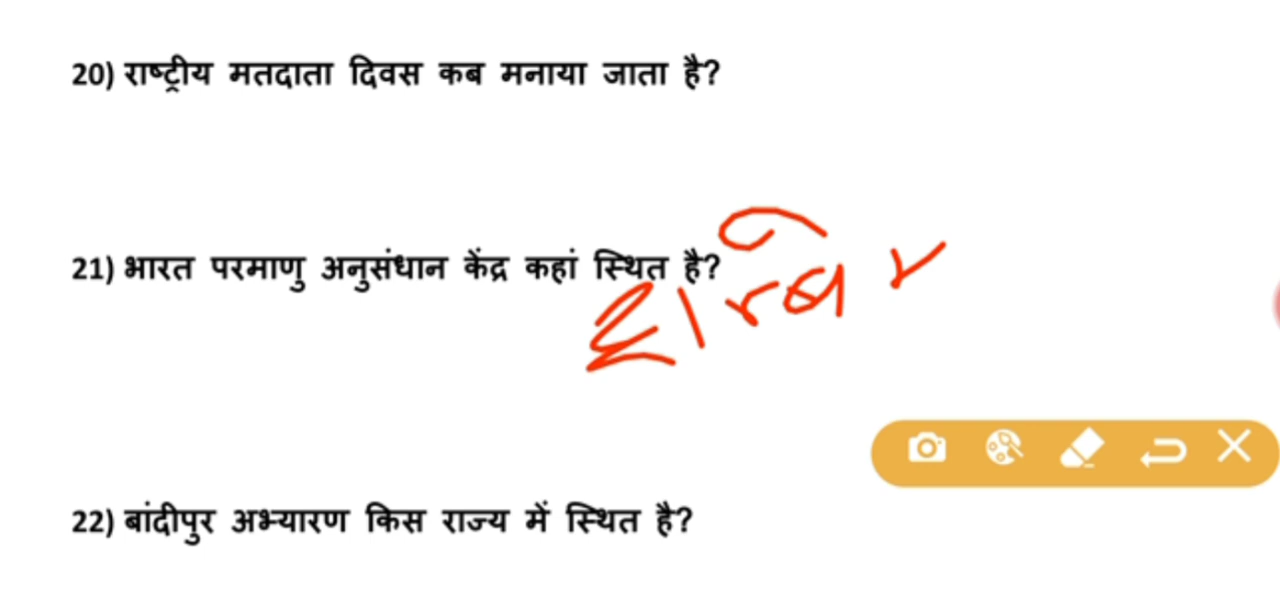 20) राष्ट्रीय मतदाता दिवस कब मनाया जाता है?
21) भारत परमाणु अनुसंधान केंद्र कहां स्थित है?
22) बांदीपुर अभ्यारण किस राज्य में स्थित है?